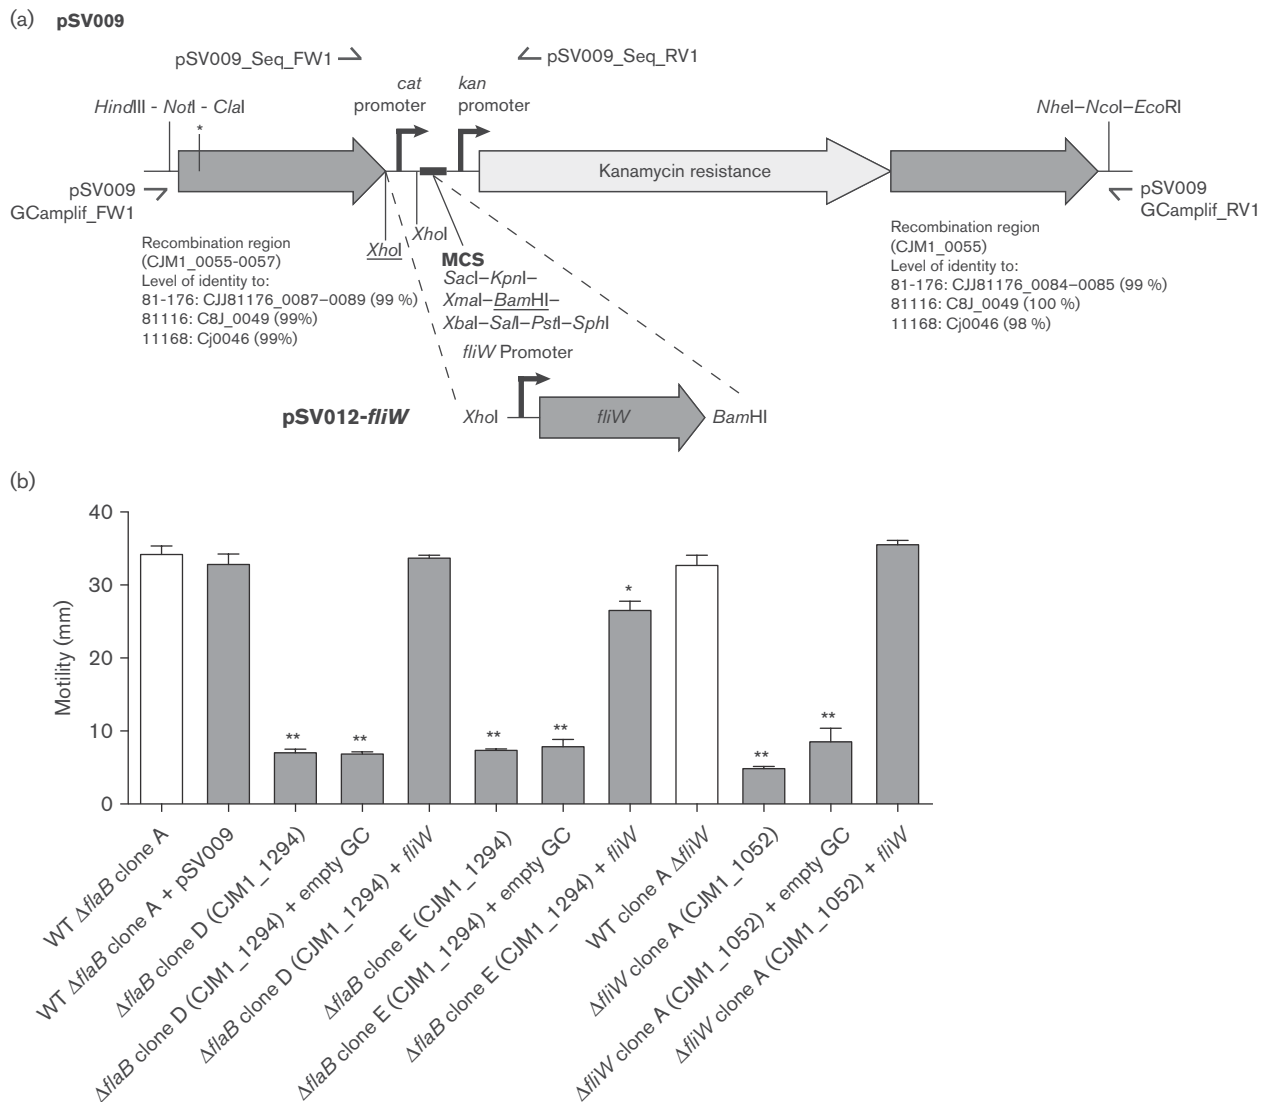 (a) pSV009
pSV009_Seq_FW1
pSV009_Seq_RV1
cat
promoter
kan
promoter
HindIII - NotI - ClaI
*
NheI–NcoI–EcoRI
Kanamycin resistance
pSV009
GCamplif_FW1
pSV009
GCamplif_RV1
XhoI
XhoI
Recombination region
(CJM1_0055-0057)
Level of identity to:
81-176: CJJ81176_0087–0089 (99 %)
81116: C8J_0049 (99%)
11168: Cj0046 (99%)
MCS
SacI–KpnI–
XmaI–BamHI–
XbaI–SalI–PstI–SphI
Recombination region
(CJM1_0055)
Level of identity to:
81-176: CJJ81176_0084–0085 (99 %)
81116: C8J_0049 (100 %)
11168: Cj0046 (98 %)
fliW Promoter
pSV012-fliW
XhoI
fliW
BamHI
(b)
Motility (mm)
40
30
20
10
0
**
**
**
**
*
**
**
WT ΔflaB clone A
WT ΔflaB clone A + pSV009
ΔflaB clone D (CJM1_1294)
ΔflaB clone D (CJM1_1294) + empty GC
ΔflaB clone D (CJM1_1294) + fliW
ΔflaB clone E (CJM1_1294)
ΔflaB clone E (CJM1_1294) + empty GC
ΔflaB clone E (CJM1_1294) + fliW
WT clone A ΔfliW
ΔfliW clone A (CJM1_1052)
ΔfliW clone A (CJM1_1052) + empty GC
ΔfliW clone A (CJM1_1052) + fliW